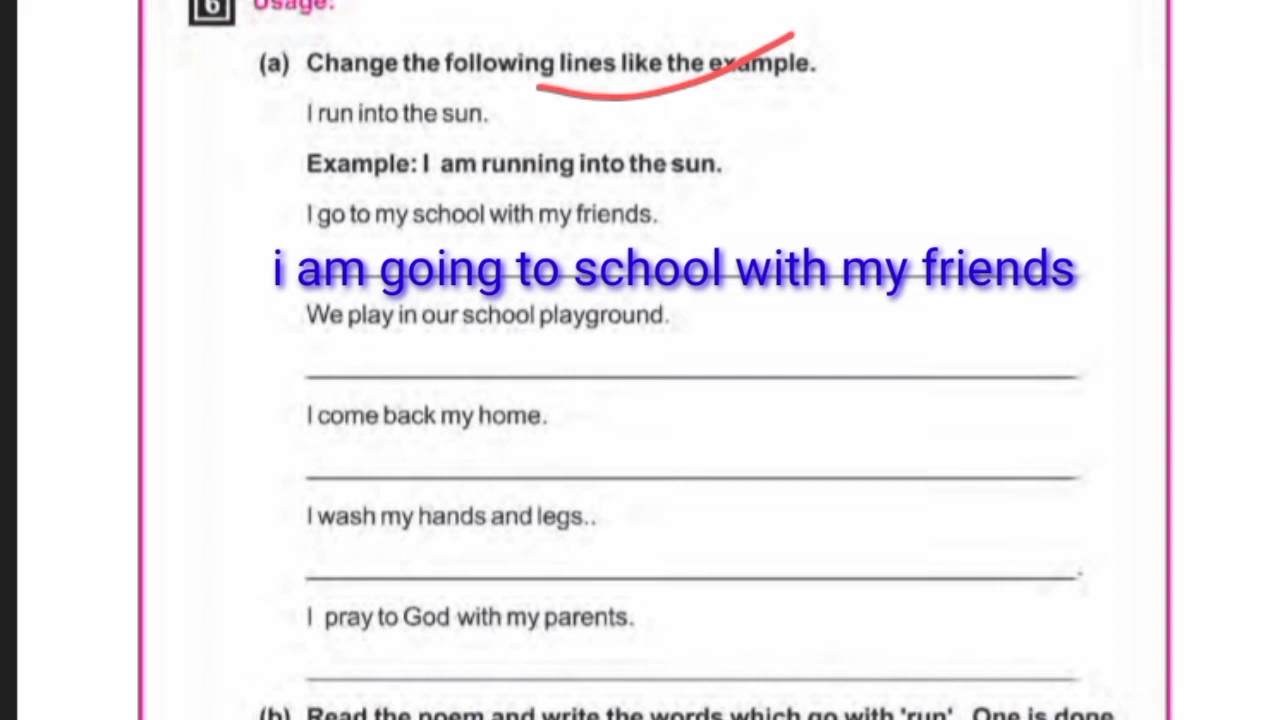 6 Usage:
(a) Change the following lines like the example.
I run into the sun.
Example: I am running into the sun.
I go to my school with my friends.
i am going to school with my friends
We play in our school playground.
I come back my home.
I wash my hands and legs..
I pray to God with my parents.
(b) Read the poem and write the words which go with 'run'. One is done